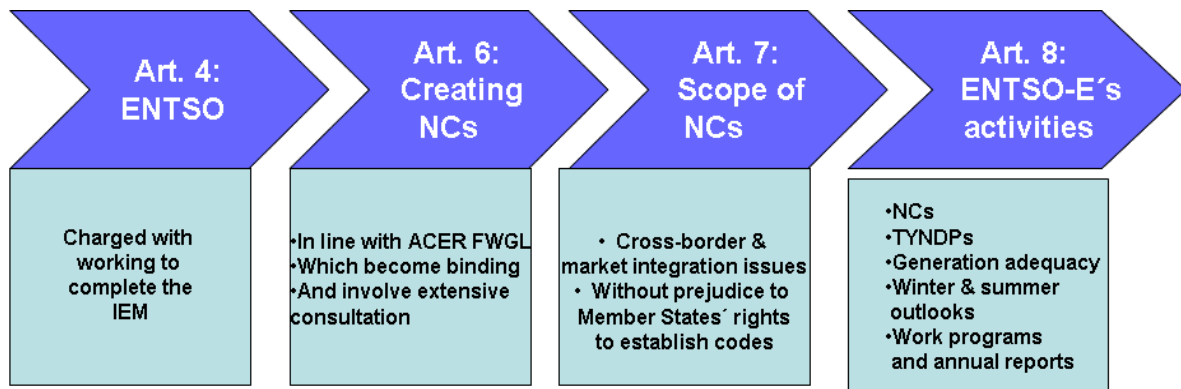 Art. 4:
ENTSO
Charged with
working to
complete the
IEM
Art. 6:
Creating
NCs
•In line with ACER FWGL
•Which become binding
•And involve extensive
consultation
Art. 7:
Scope of
NCs
• Cross-border &
market integration issues
• Without prejudice to
Member States´ rights
to establish codes
Art. 8:
ENTSO-E´s
activities
•NCs
•TYNDPs
•Generation adequacy
•Winter & summer
outlooks
•Work programs
and annual reports